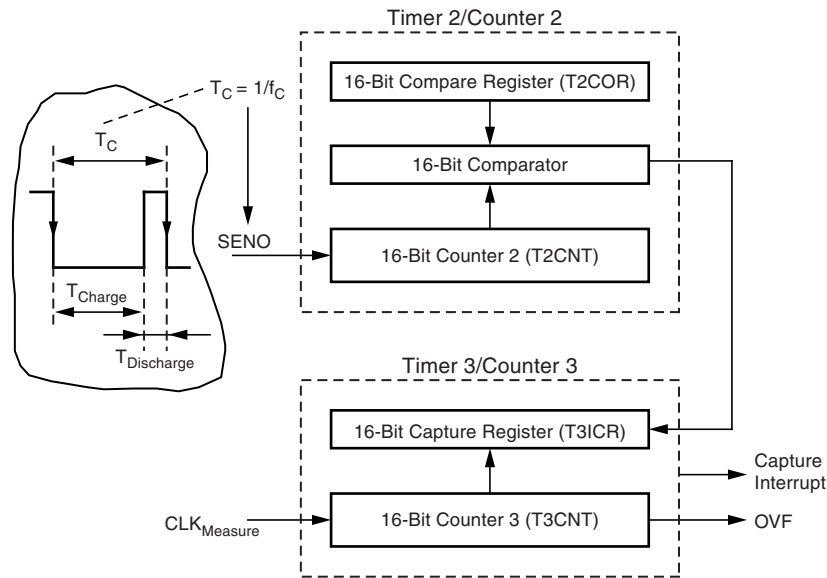 Timer 2/Counter 2
16-Bit Compare Register (T2COR)
16-Bit Comparator
16-Bit Counter 2 (T2CNT)
T_C = 1/f_C
T_C
SENO
T_Charge
T_Discharge
Timer 3/Counter 3
16-Bit Capture Register (T3ICR)
16-Bit Counter 3 (T3CNT)
CLK_Measure
Capture
Interrupt
OVF